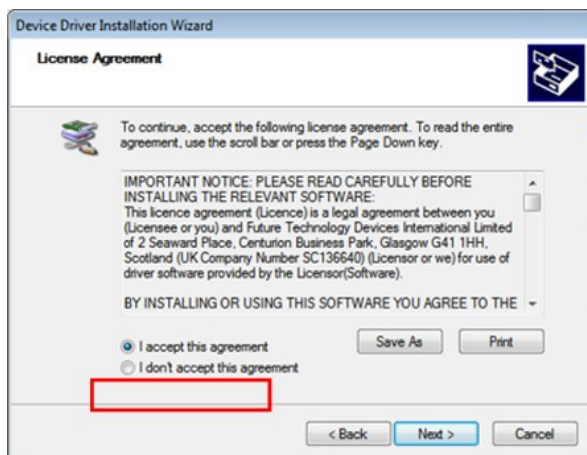 Device Driver Installation Wizard
License Agreement
To continue, accept the following license agreement. To read the entire
agreement, use the scroll bar or press the Page Down key.
IMPORTANT NOTICE: PLEASE READ CAREFULLY BEFORE
INSTALLING THE RELEVANT SOFTWARE:
This licence agreement (Licence) is a legal agreement between you
(Licensee or you) and Future Technology Devices International Limited
of 2 Seaward Place, Centurion Business Park, Glasgow G41 1HH,
Scotland (UK Company Number SC136640) (Licensor or we) for use of
driver software provided by the Licensor(Software).
BY INSTALLING OR USING THIS SOFTWARE YOU AGREE TO THE
I accept this agreement
Save As
Print
I don't accept this agreement
< Back
Next >
Cancel